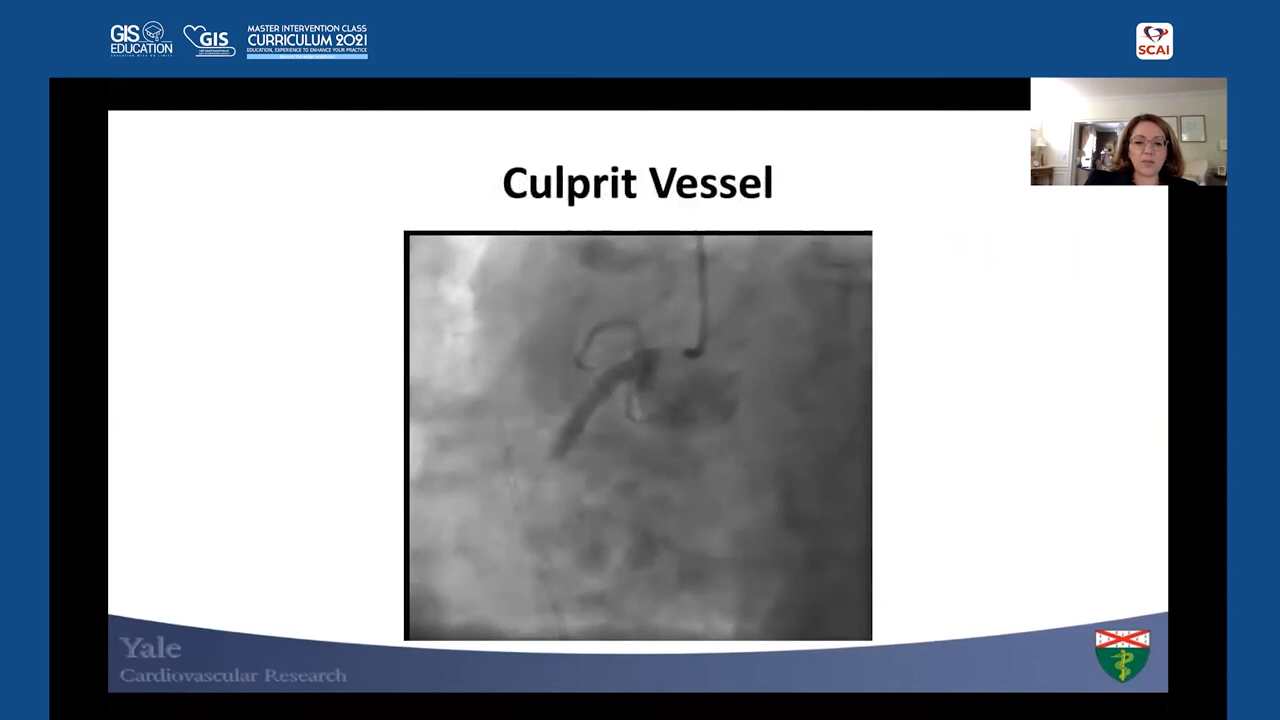 GIS
EDUCATION
GIS
MASTER INTERVENTION CLASS
CURRICULUM 2021
EDUCATION, EXPERIENCE TO ENHANCE YOUR PRACTICE
SCAI
Culprit Vessel
Yale
Cardiovascular Research